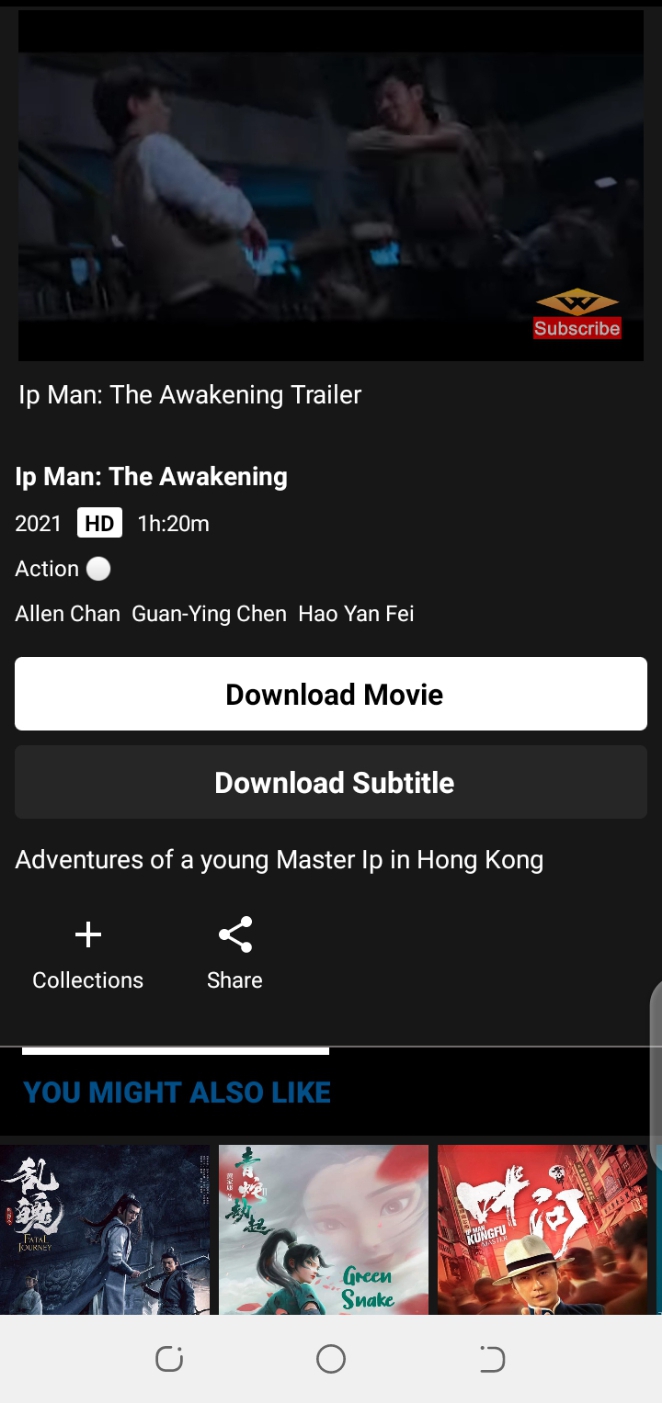 Subscribe
Ip Man: The Awakening Trailer
Ip Man: The Awakening
2021 HD 1h:20m
Action
Allen Chan Guan-Ying Chen Hao Yan Fei
Download Movie
Download Subtitle
Adventures of a young Master Ip in Hong Kong
Collections Share
YOU MIGHT ALSO LIKE
乱魄
FATAL
JOURNEY
青蛇劫起
Green
Snake
叶问
IP MAN
KUNGFU
MASTER